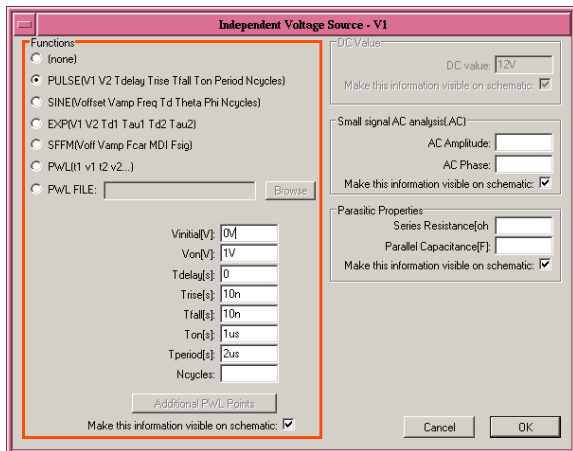 Independent Voltage Source - V1
Functions
(none)
PULSE(V1 V2 Tdelay Trise Tfall Ton Period Ncycles)
SINE(Voffset Vamp Freq Td Theta Phi Ncycles)
EXP(V1 V2 Td1 Tau1 Td2 Tau2)
SFFM(Voff Vamp Fcar MDI Fsig)
PWL(t1 v1 t2 v2...)
PWL FILE:
Browse
Vinitial[V]: 0V
Von[V]: 1V
Tdelay[s]: 0
Trise[s]: 10n
Tfall[s]: 10n
Ton[s]: 1us
Tperiod[s]: 2us
Ncycles:
Additional PWL Points
Make this information visible on schematic:
DC Value
DC value: 12V
Make this information visible on schematic:
Small signal AC analysis(.AC)
AC Amplitude:
AC Phase:
Make this information visible on schematic:
Parasitic Properties
Series Resistance[oh
Parallel Capacitance[F]:
Make this information visible on schematic:
Cancel
OK